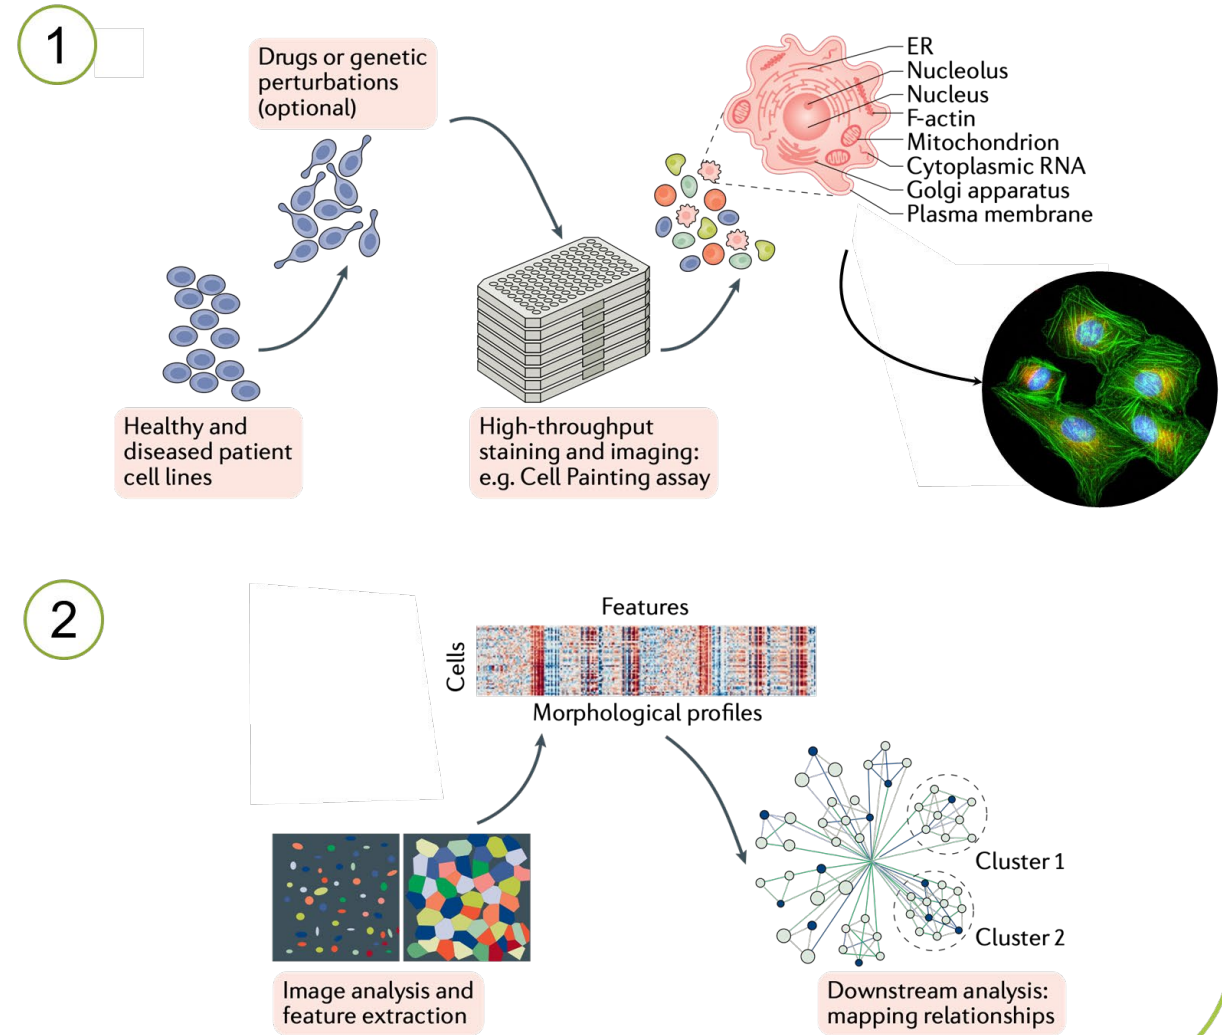 1
Drugs or genetic
perturbations
(optional)
ER
Nucleolus
Nucleus
F-actin
Mitochondrion
Cytoplasmic RNA
Golgi apparatus
Plasma membrane
Healthy and
diseased patient
cell lines
High-throughput
staining and imaging:
e.g. Cell Painting assay
2
Features
Cells
Morphological profiles
Cluster 1
Cluster 2
Image analysis and
feature extraction
Downstream analysis:
mapping relationships